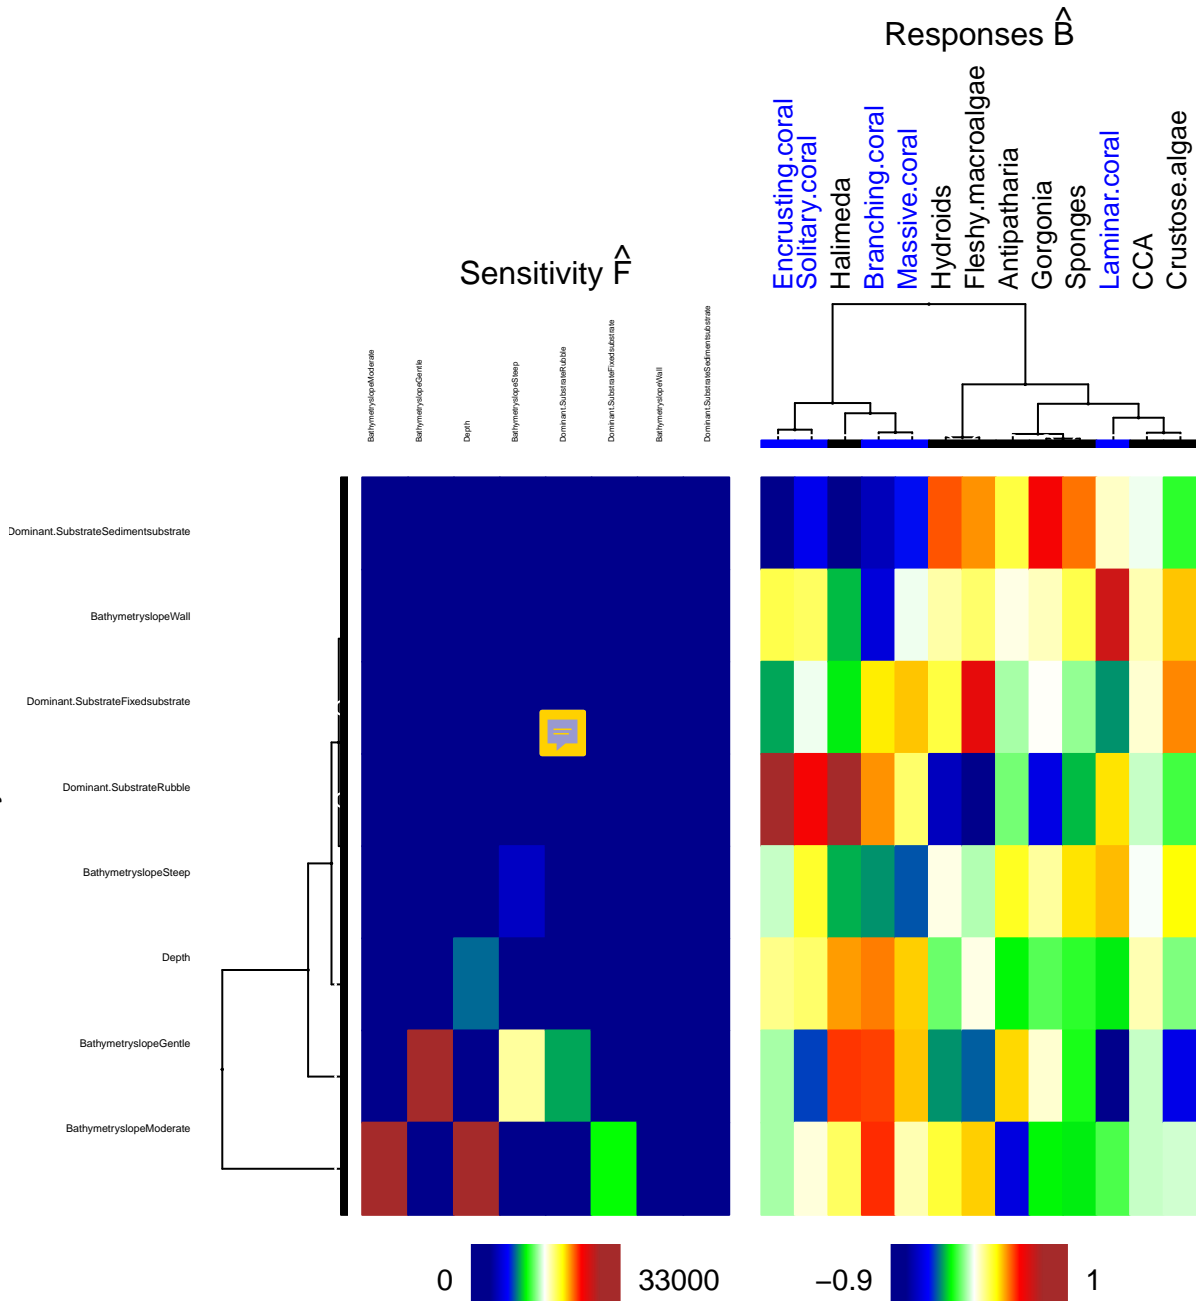 Responses B̂
Encrusting.coral
Solitary.coral
Halimeda
Branching.coral
Massive.coral
Hydroids
Fleshy.macroalgae
Antipatharia
Gorgonia
Sponges
Laminar.coral
CCA
Crustose.algae
Sensitivity F̂
BathymetryslopeModerate
BathymetryslopeGentle
Depth
BathymetryslopeSteep
Dominant.SubstrateRubble
Dominant.SubstrateFixedsubstrate
BathymetryslopeWall
Dominant.SubstrateSedimentsubstrate
Dominant.SubstrateSedimentsubstrate
BathymetryslopeWall
Dominant.SubstrateFixedsubstrate
Dominant.SubstrateRubble
BathymetryslopeSteep
Depth
BathymetryslopeGentle
BathymetryslopeModerate
0 33000
−0.9 1